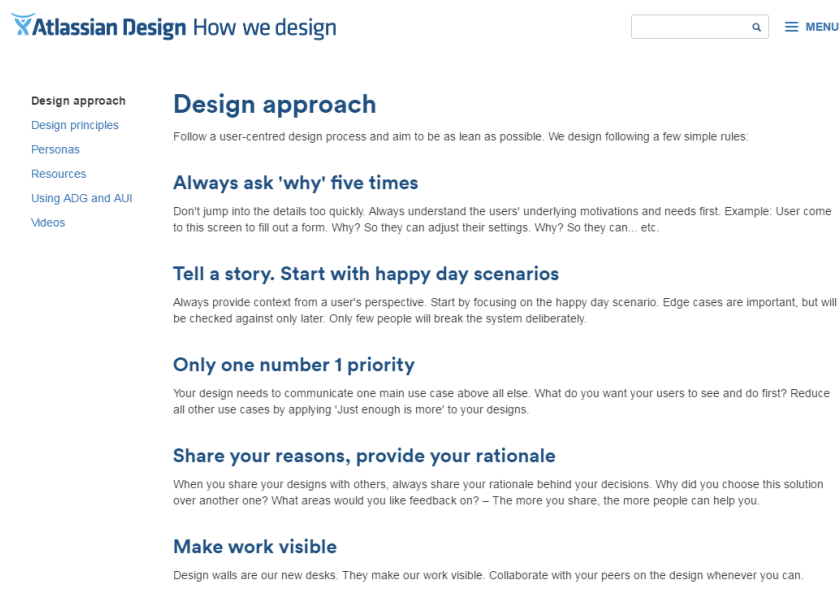 Atlassian Design How we design
MENU
Design approach
Design principles
Personas
Resources
Using ADG and AUI
Videos
Design approach
Follow a user-centred design process and aim to be as lean as possible. We design following a few simple rules:
Always ask 'why' five times
Don't jump into the details too quickly. Always understand the users' underlying motivations and needs first. Example: User come
to this screen to fill out a form. Why? So they can adjust their settings. Why? So they can... etc.
Tell a story. Start with happy day scenarios
Always provide context from a user's perspective. Start by focusing on the happy day scenario. Edge cases are important, but will
be checked against only later. Only few people will break the system deliberately.
Only one number 1 priority
Your design needs to communicate one main use case above all else. What do you want your users to see and do first? Reduce
all other use cases by applying 'Just enough is more' to your designs.
Share your reasons, provide your rationale
When you share your designs with others, always share your rationale behind your decisions. Why did you choose this solution
over another one? What areas would you like feedback on? – The more you share, the more people can help you.
Make work visible
Design walls are our new desks. They make our work visible. Collaborate with your peers on the design whenever you can.